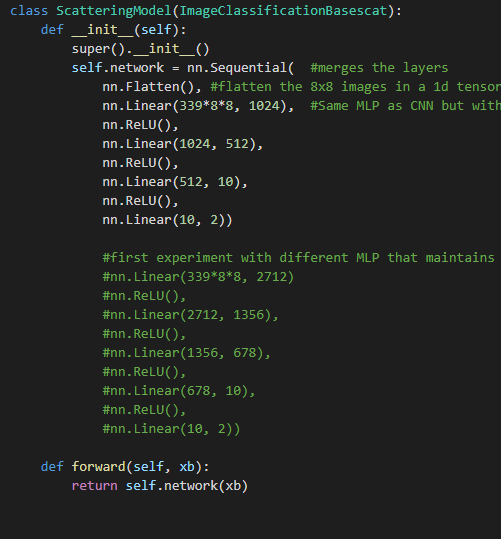 class ScatteringModel(ImageClassificationBasescat):
def __init__(self):
super().__init__()
self.network = nn.Sequential(  #merges the layers
nn.Flatten(), #flatten the 8x8 images in a 1d tensor
nn.Linear(339*8*8, 1024),  #Same MLP as CNN but with
nn.ReLU(),
nn.Linear(1024, 512),
nn.ReLU(),
nn.Linear(512, 10),
nn.ReLU(),
nn.Linear(10, 2))
#first experiment with different MLP that maintains
#nn.Linear(339*8*8, 2712)
#nn.ReLU(),
#nn.Linear(2712, 1356),
#nn.ReLU(),
#nn.Linear(1356, 678),
#nn.ReLU(),
#nn.Linear(678, 10),
#nn.ReLU(),
#nn.Linear(10, 2))
def forward(self, xb):
return self.network(xb)